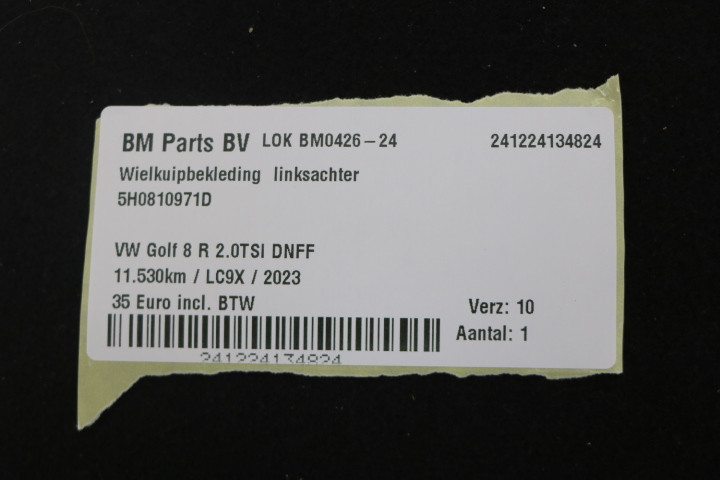 BM Parts BV LOK BM0426-24 241224134824
Wielkuipbekleding linksachter
5H0810971D
VW Golf 8 R 2.0TSI DNFF
11.530km / LC9X / 2023
35 Euro incl. BTW
Verz: 10
Aantal: 1
241224134824